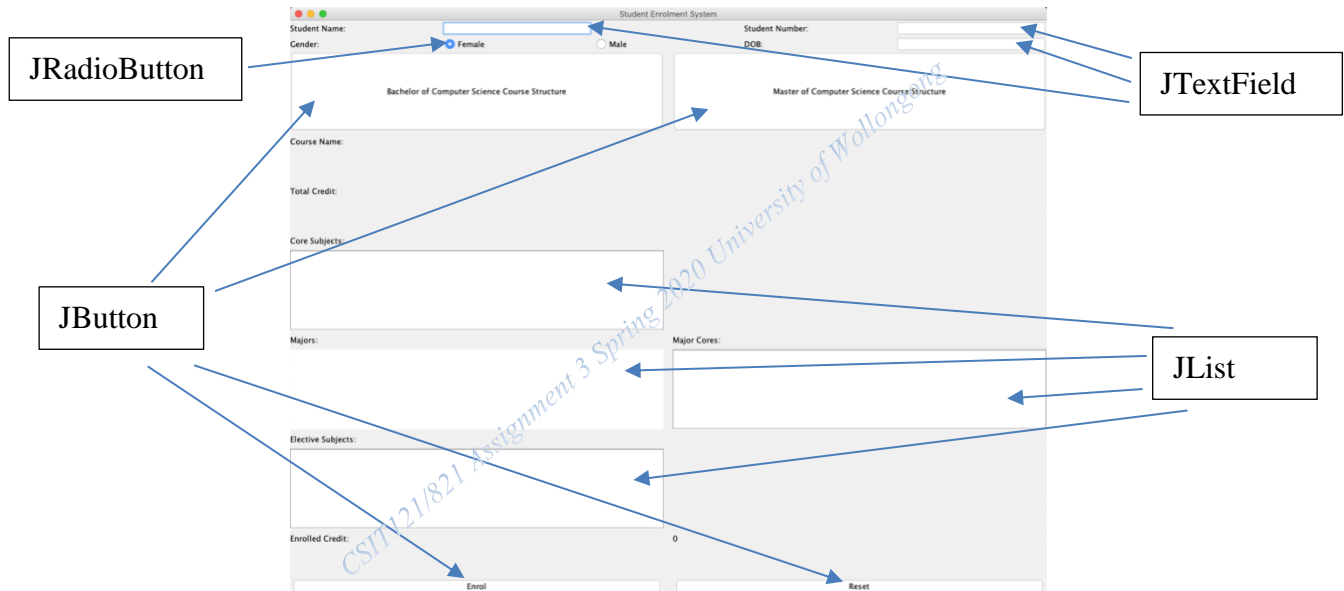 Student Enrolment System
Student Name:
Student Number:
Gender:
Female
Male
DOB:
JRadioButton
JTextField
Bachelor of Computer Science Course Structure
Master of Computer Science Course Structure
Course Name:
Total Credit:
Core Subjects:
JButton
Majors:
Major Cores:
JList
Elective Subjects:
Enrolled Credit:
0
Enrol
Reset
CSIT121/821 Assignment 3 Spring 2020 University of Wollongong